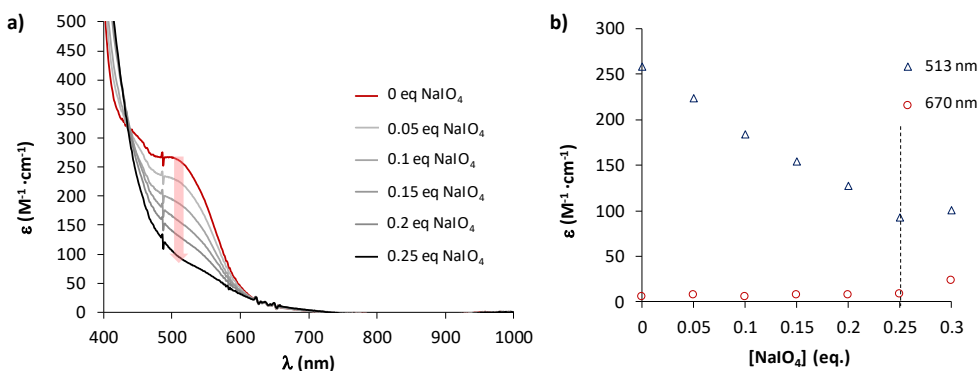 a)
500
450
400
350
300
250
200
150
100
50
0
ε (M⁻¹ ·cm⁻¹)
400 500 600 700 800 900 1000
λ (nm)
0 eq NaIO₄
0.05 eq NaIO₄
0.1 eq NaIO₄
0.15 eq NaIO₄
0.2 eq NaIO₄
0.25 eq NaIO₄
b)
300
250
200
150
100
50
0
ε (M⁻¹ ·cm⁻¹)
0 0.05 0.1 0.15 0.2 0.25 0.3
[NaIO₄] (eq.)
513 nm
670 nm